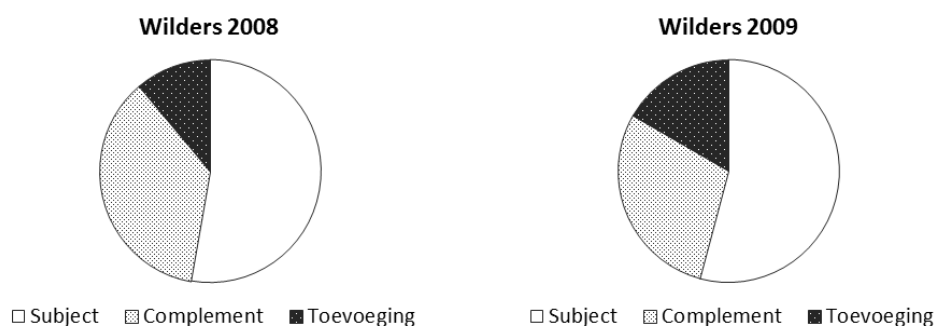 Wilders 2008
Subject Complement Toevoeging
Wilders 2009
Subject Complement Toevoeging